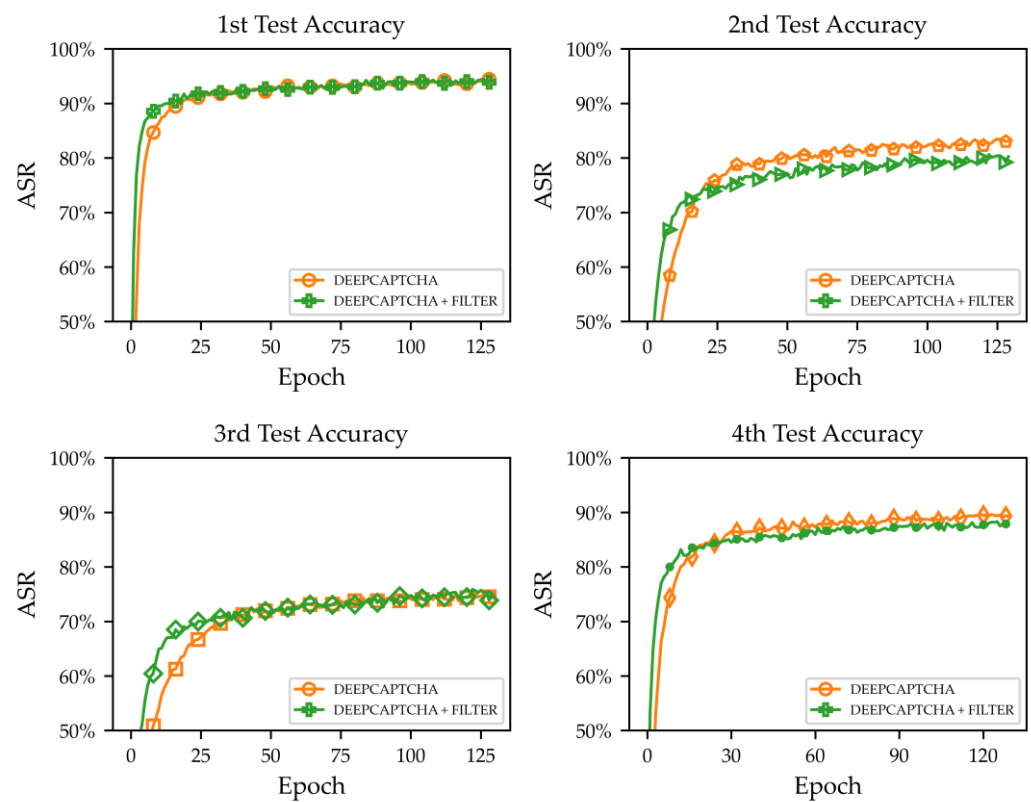 1st Test Accuracy
100%
90%
80%
70%
60%
50%
ASR
0 25 50 75 100 125
Epoch
DEEPCAPTCHA
DEEPCAPTCHA + FILTER
2nd Test Accuracy
100%
90%
80%
70%
60%
50%
ASR
0 25 50 75 100 125
Epoch
DEEPCAPTCHA
DEEPCAPTCHA + FILTER
3rd Test Accuracy
100%
90%
80%
70%
60%
50%
ASR
0 25 50 75 100 125
Epoch
DEEPCAPTCHA
DEEPCAPTCHA + FILTER
4th Test Accuracy
100%
90%
80%
70%
60%
50%
ASR
0 30 60 90 120
Epoch
DEEPCAPTCHA
DEEPCAPTCHA + FILTER